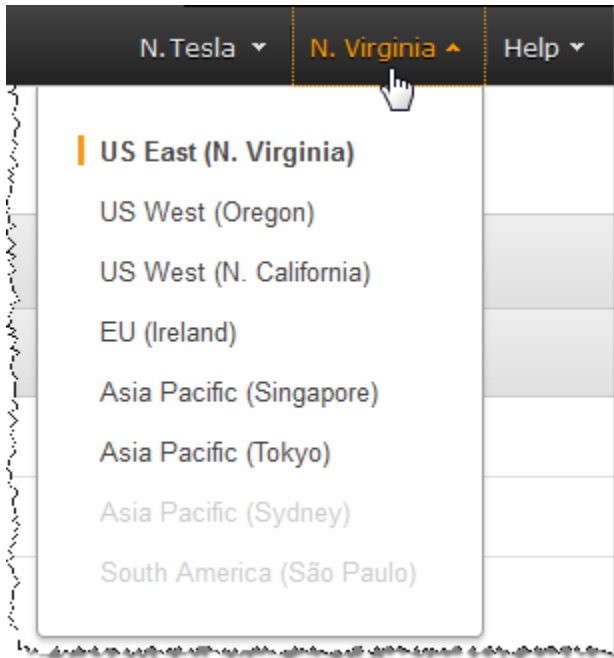 N. Tesla N. Virginia Help
US East (N. Virginia)
US West (Oregon)
US West (N. California)
EU (Ireland)
Asia Pacific (Singapore)
Asia Pacific (Tokyo)
Asia Pacific (Sydney)
South America (São Paulo)